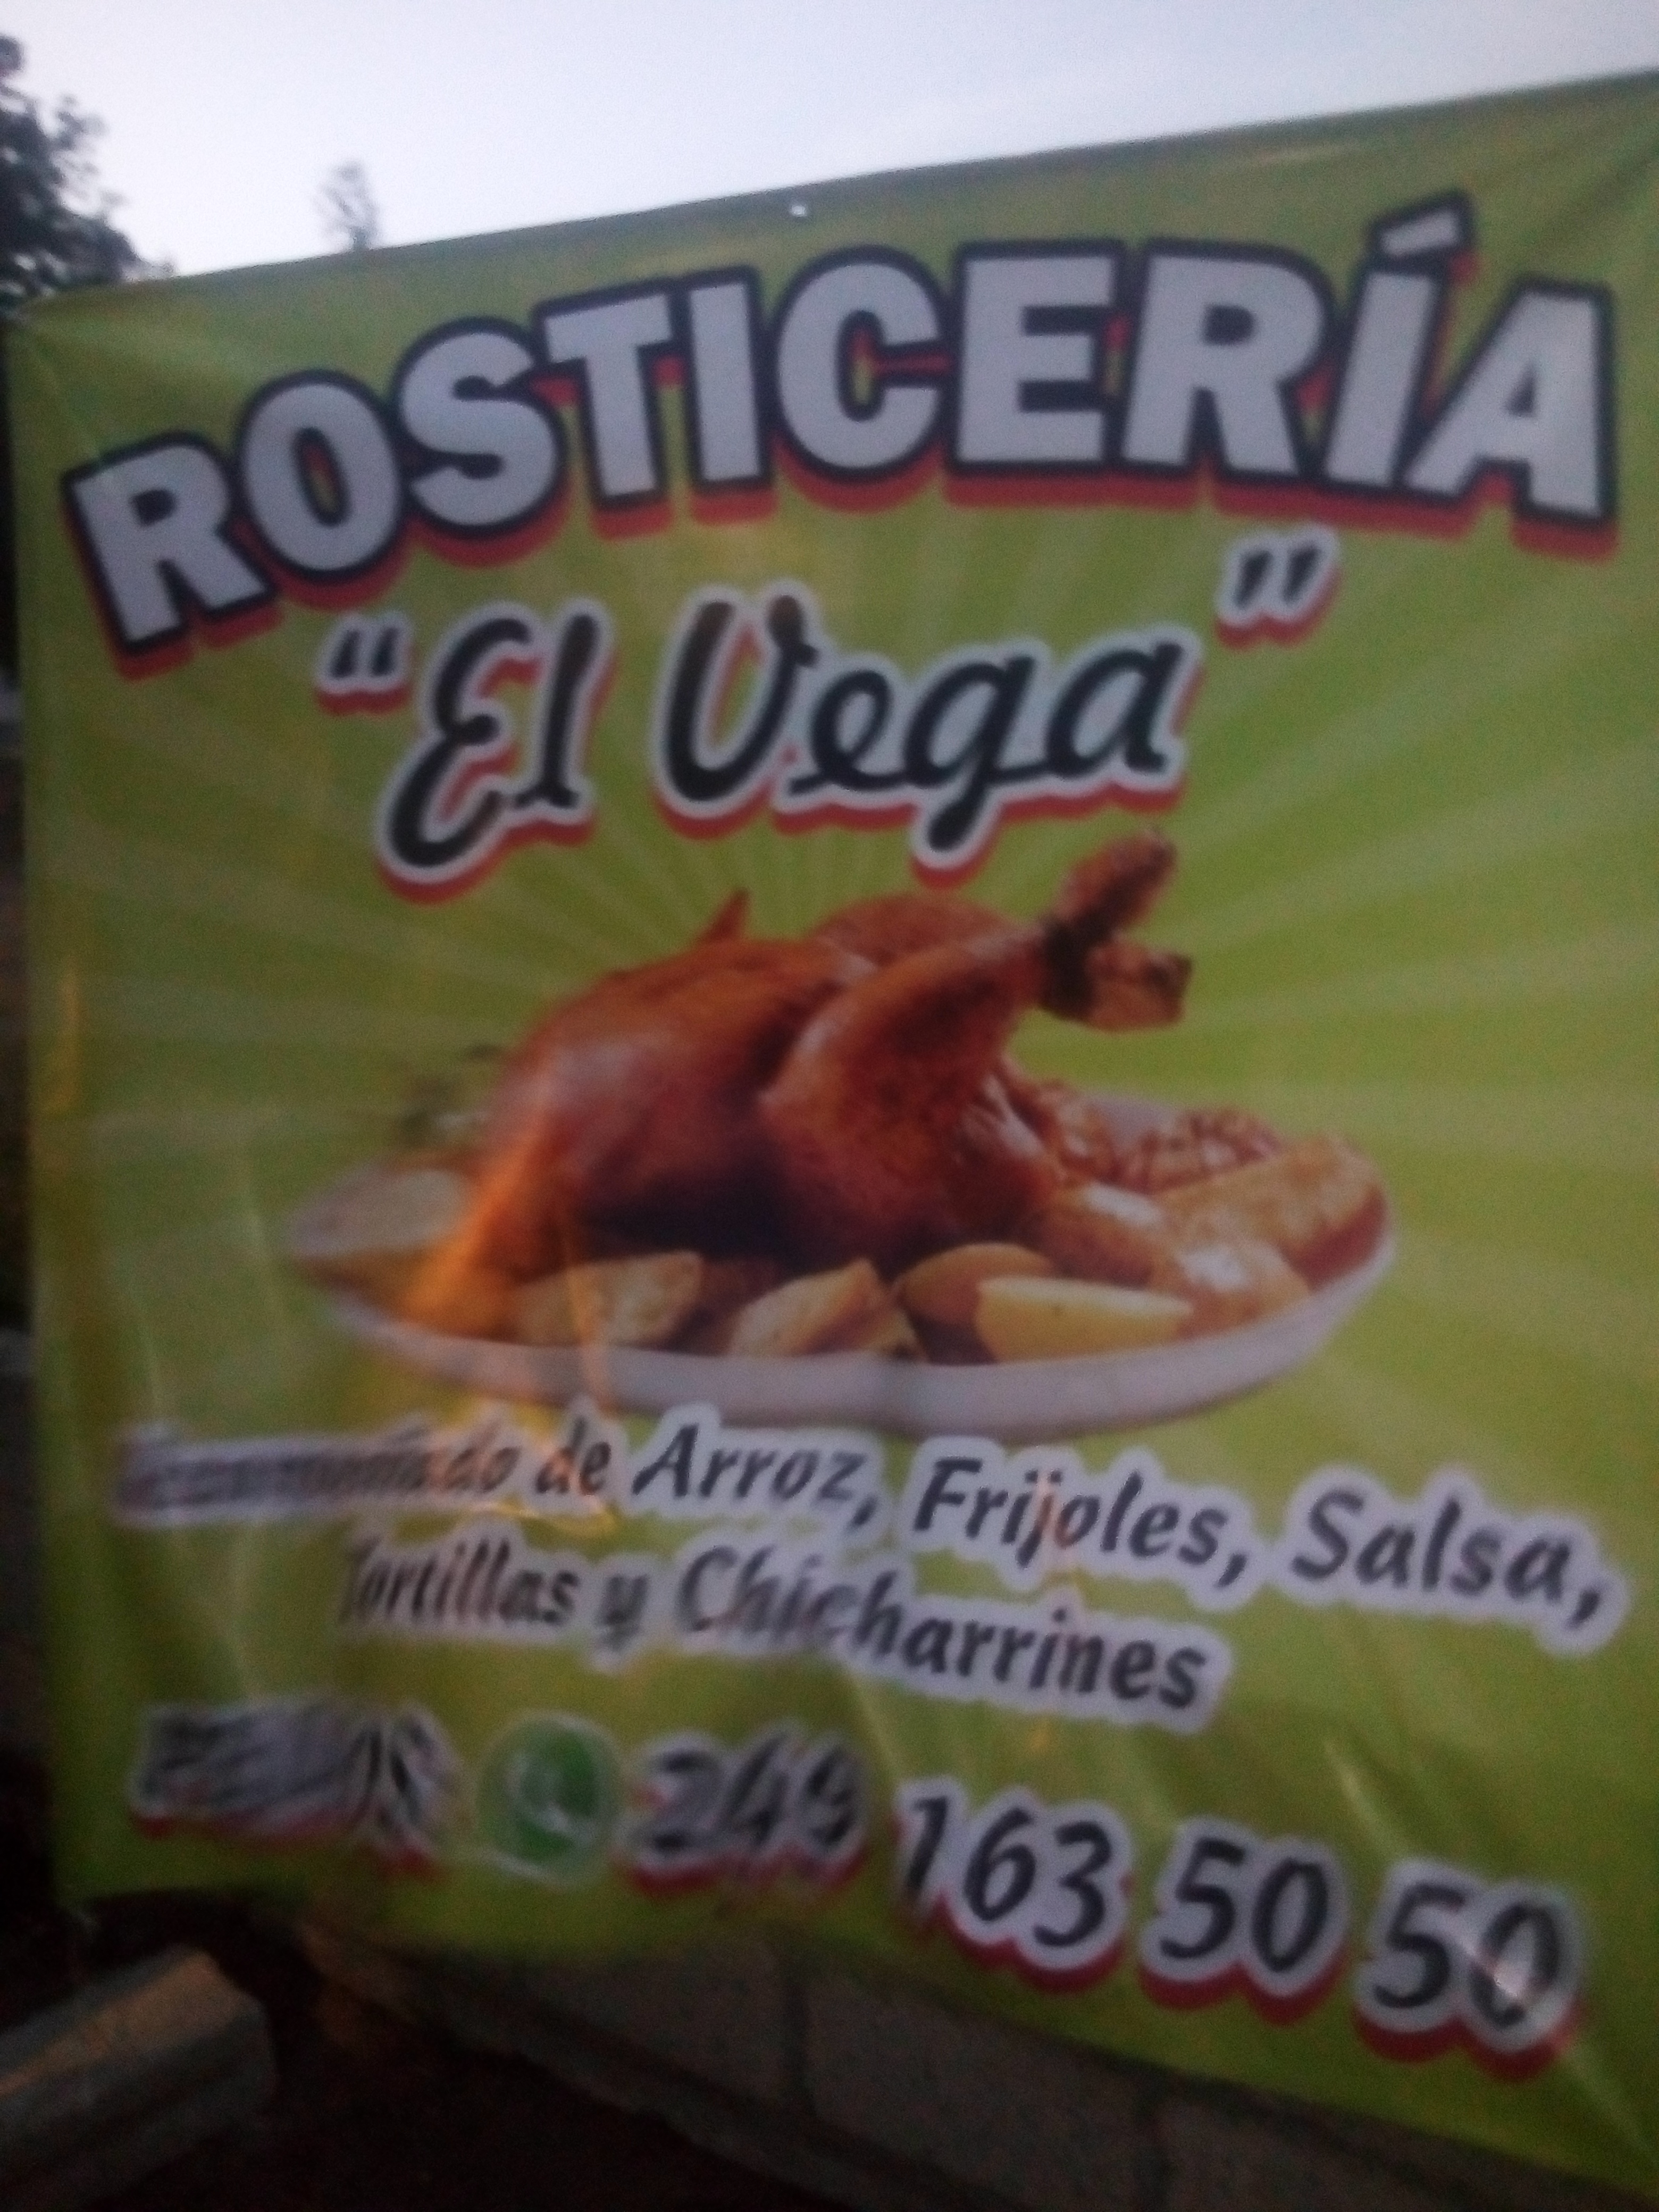 ROSTICERÍA
"El Vega"
de Arroz, Frijoles, Salsa,
Tortillas y Chicharrines
163 50 50